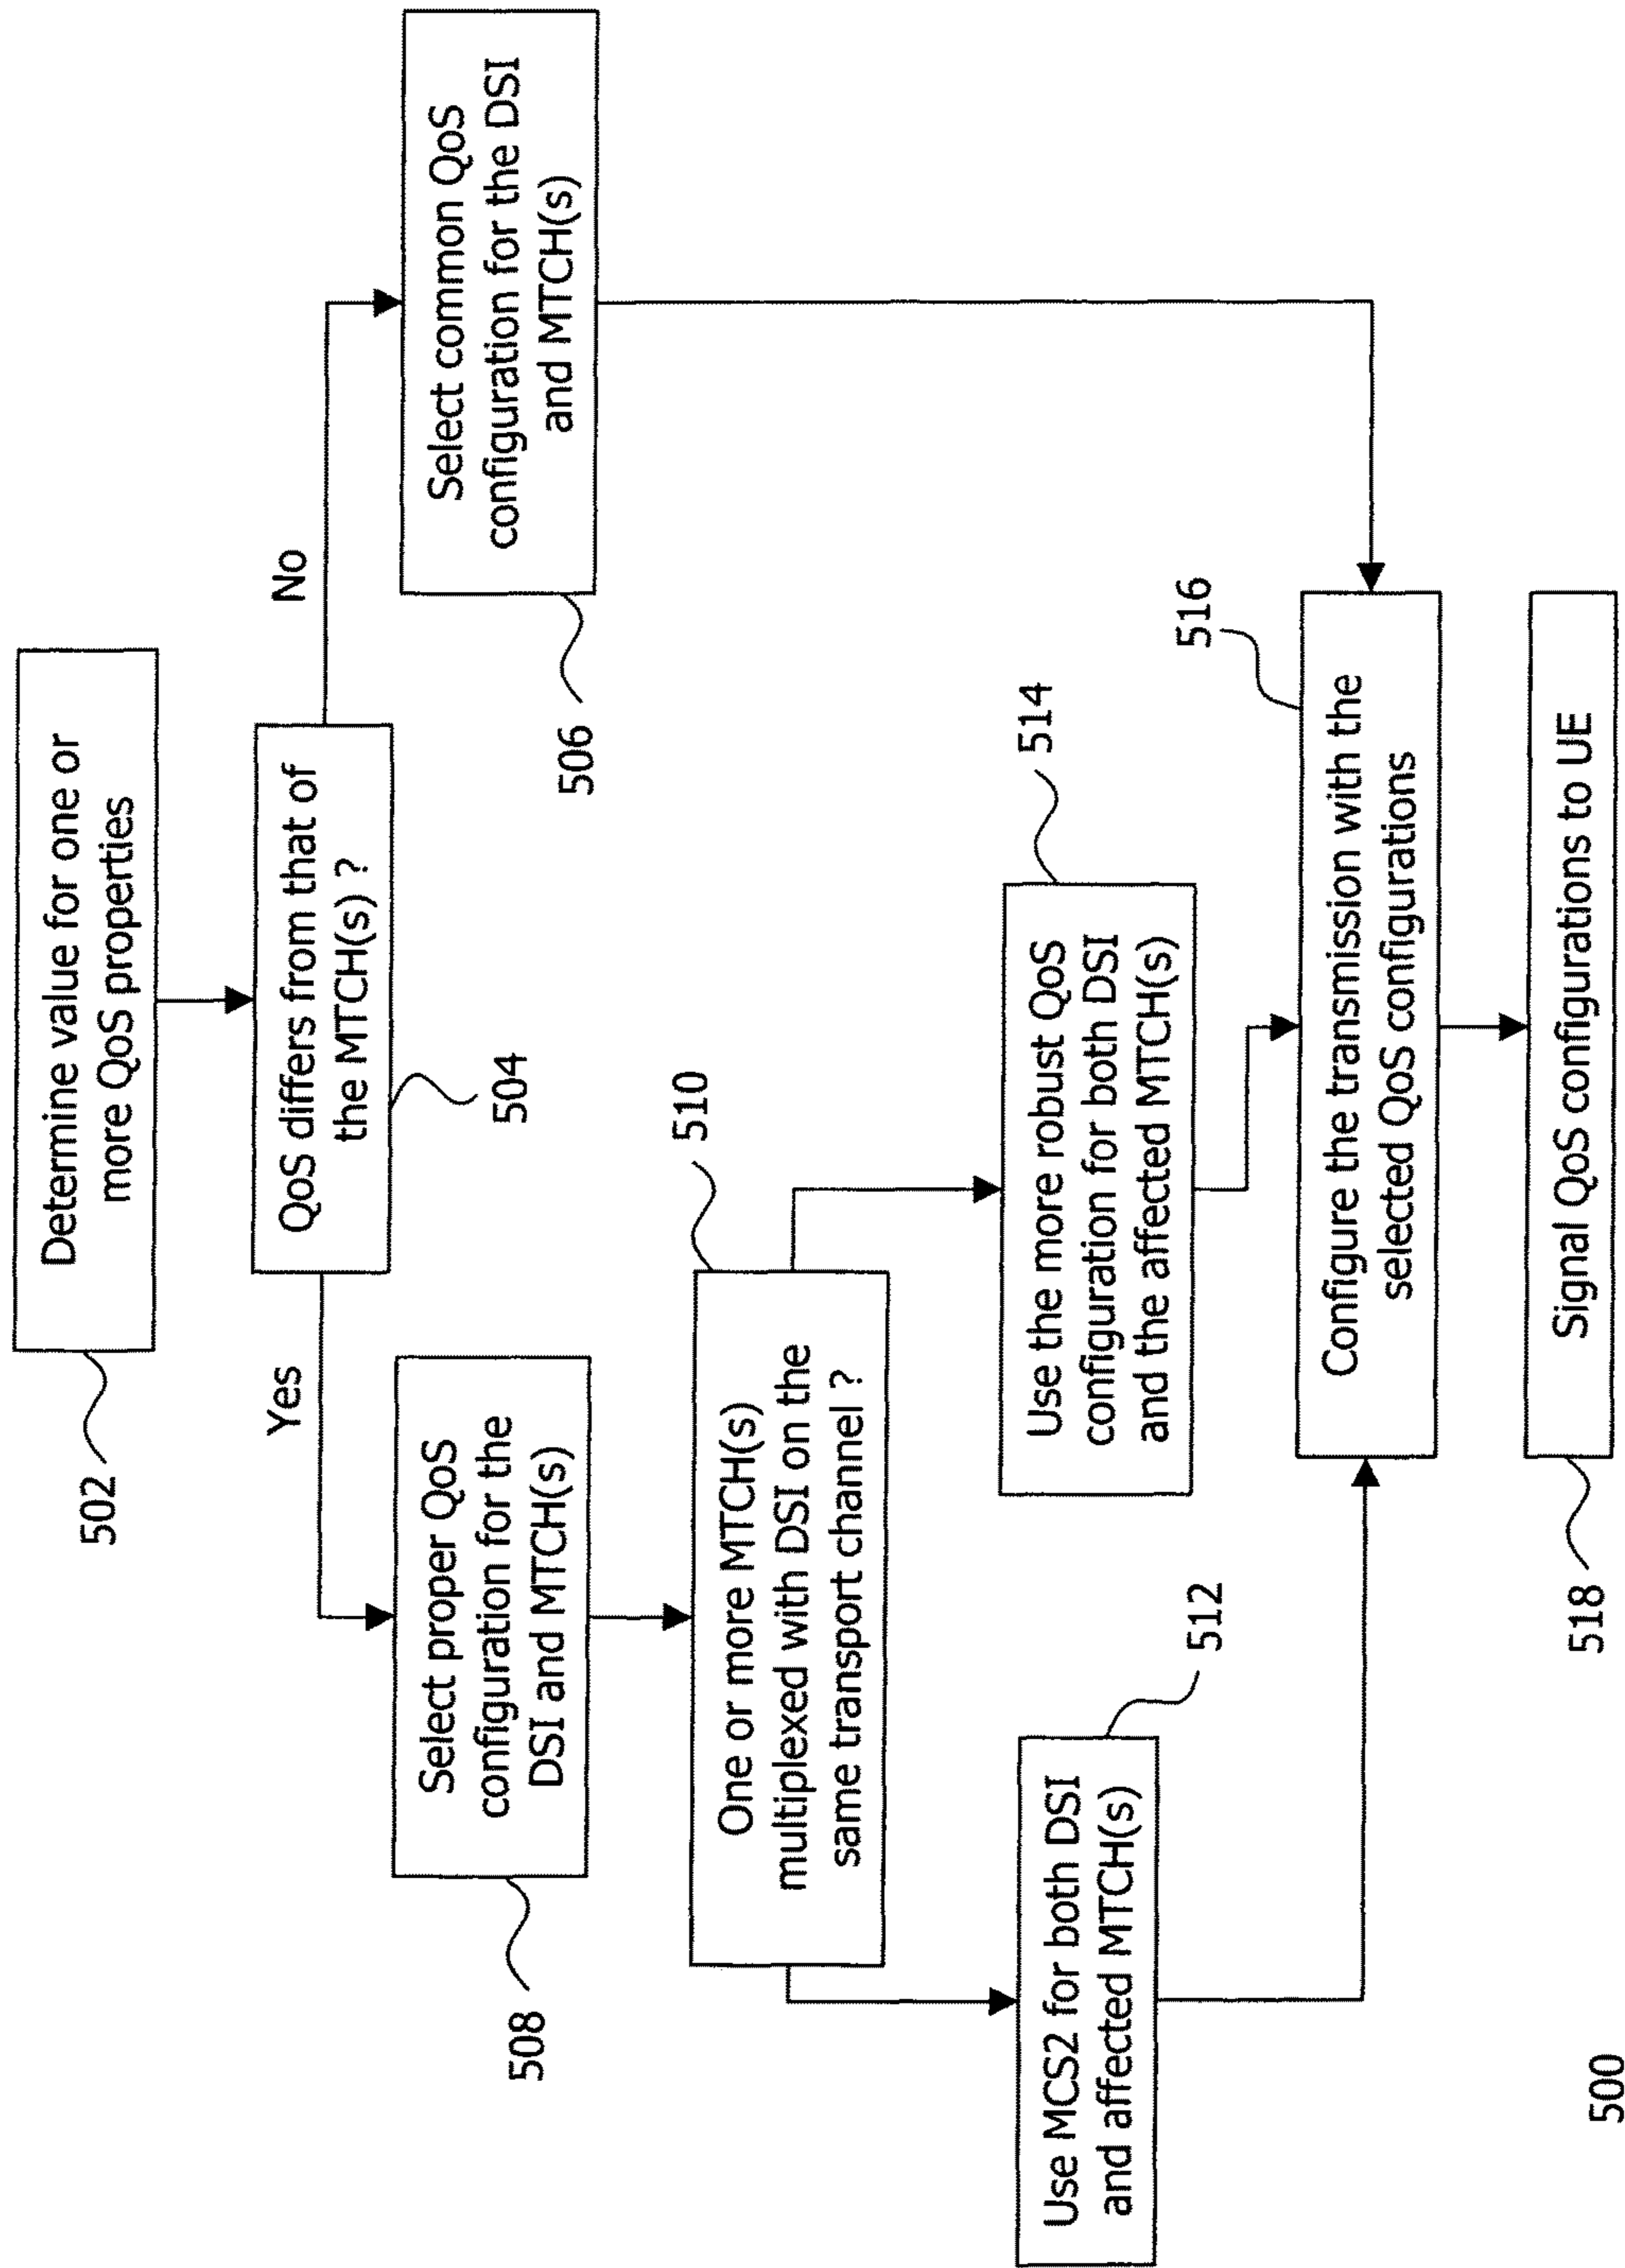 Determine value for one or
more QoS properties
502
QoS differs from that of
the MTCH(s) ?
504
Yes
No
Select common QoS
configuration for the DSI
and MTCH(s)
506
Select proper QoS
configuration for the
DSI and MTCH(s)
508
One or more MTCH(s)
multiplexed with DSI on the
same transport channel ?
510
Use MCS2 for both DSI
and affected MTCH(s)
512
Use the more robust QoS
configuration for both DSI
and the affected MTCH(s)
514
Configure the transmission with the
selected QoS configurations
516
Signal QoS configurations to UE
518
500